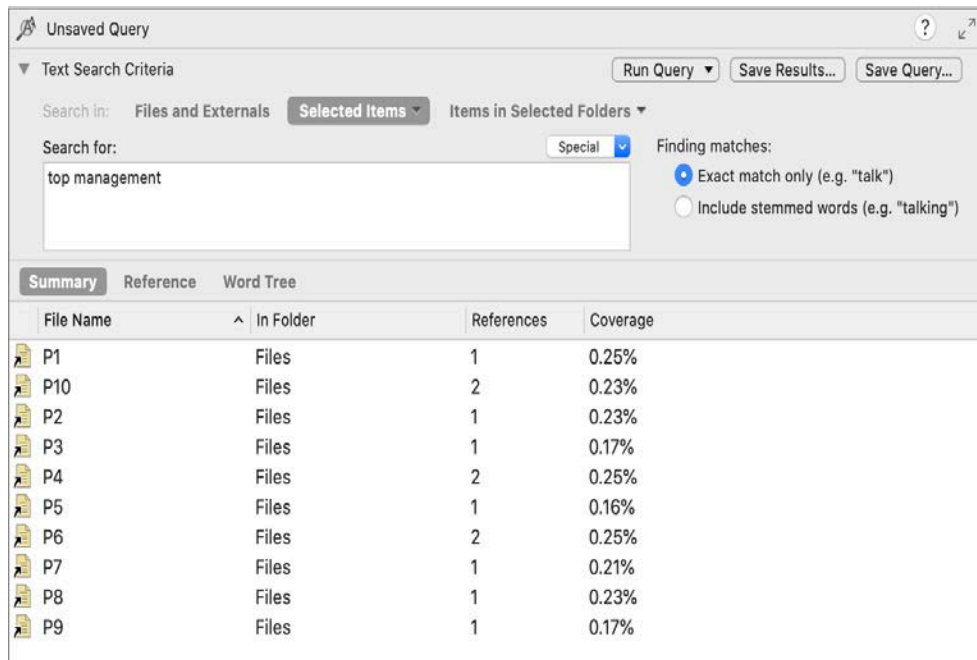 Unsaved Query ?
Text Search Criteria Run Query Save Results... Save Query...
Search in: Files and Externals Selected Items Items in Selected Folders
Search for: Special Finding matches:
top management Exact match only (e.g. "talk")
Include stemmed words (e.g. "talking")
Summary Reference Word Tree
File Name In Folder References Coverage
P1 Files 1 0.25%
P10 Files 2 0.23%
P2 Files 1 0.23%
P3 Files 1 0.17%
P4 Files 2 0.25%
P5 Files 1 0.16%
P6 Files 2 0.25%
P7 Files 1 0.21%
P8 Files 1 0.23%
P9 Files 1 0.17%